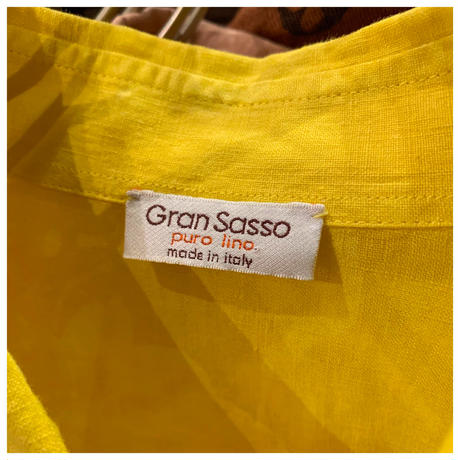 Gran Sasso
puro lino.
made in italy